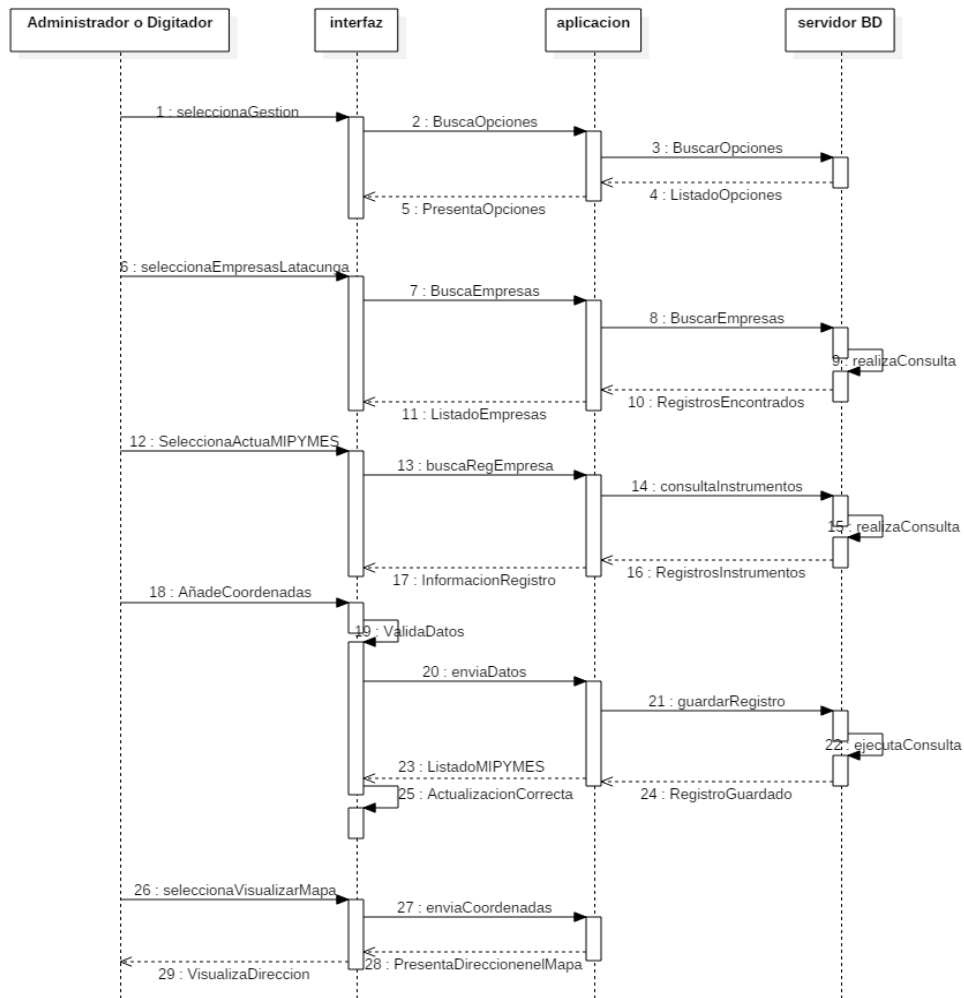 Administrador o Digitador
interfaz
aplicacion
servidor BD
1 : seleccionaGestion
2 : BuscaOpciones
3 : BuscarOpciones
4 : ListadoOpciones
5 : PresentaOpciones
6 : seleccionaEmpresasLatacunga
7 : BuscaEmpresas
8 : BuscarEmpresas
9 : realizaConsulta
10 : RegistrosEncontrados
11 : ListadoEmpresas
12 : SeleccionaActuaMIPYMES
13 : buscaRegEmpresa
14 : consultaInstrumentos
15 : realizaConsulta
16 : RegistrosInstrumentos
17 : InformacionRegistro
18 : AñadeCoordenadas
19 : ValidaDatos
20 : enviaDatos
21 : guardarRegistro
22 : ejecutaConsulta
23 : ListadoMIPYMES
24 : RegistroGuardado
25 : ActualizacionCorrecta
26 : seleccionaVisualizarMapa
27 : enviaCoordenadas
28 : PresentaDireccionenelMapa
29 : VisualizaDireccion